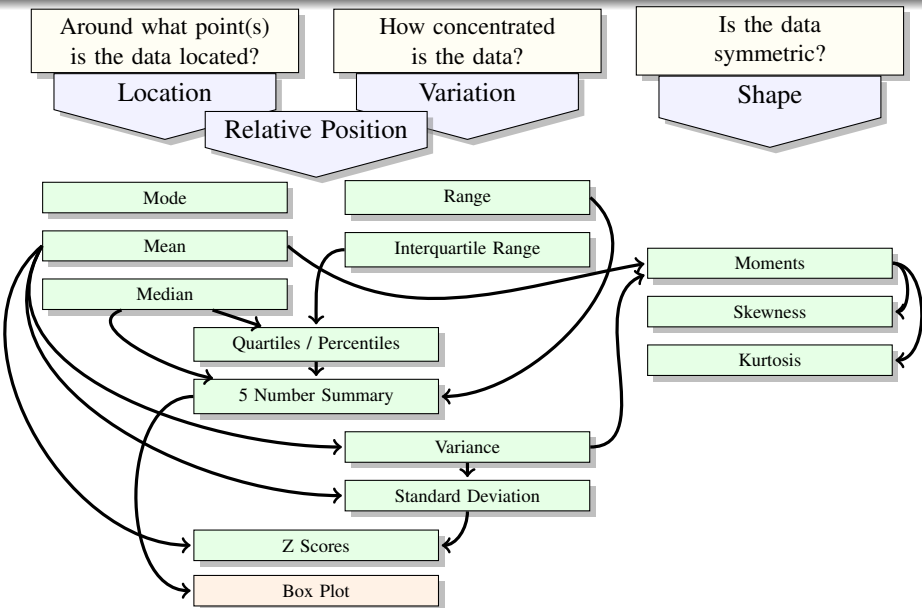 Around what point(s)
is the data located?
How concentrated
is the data?
Is the data
symmetric?
Location
Variation
Shape
Relative Position
Mode
Range
Mean
Interquartile Range
Moments
Median
Skewness
Quartiles / Percentiles
Kurtosis
5 Number Summary
Variance
Standard Deviation
Z Scores
Box Plot